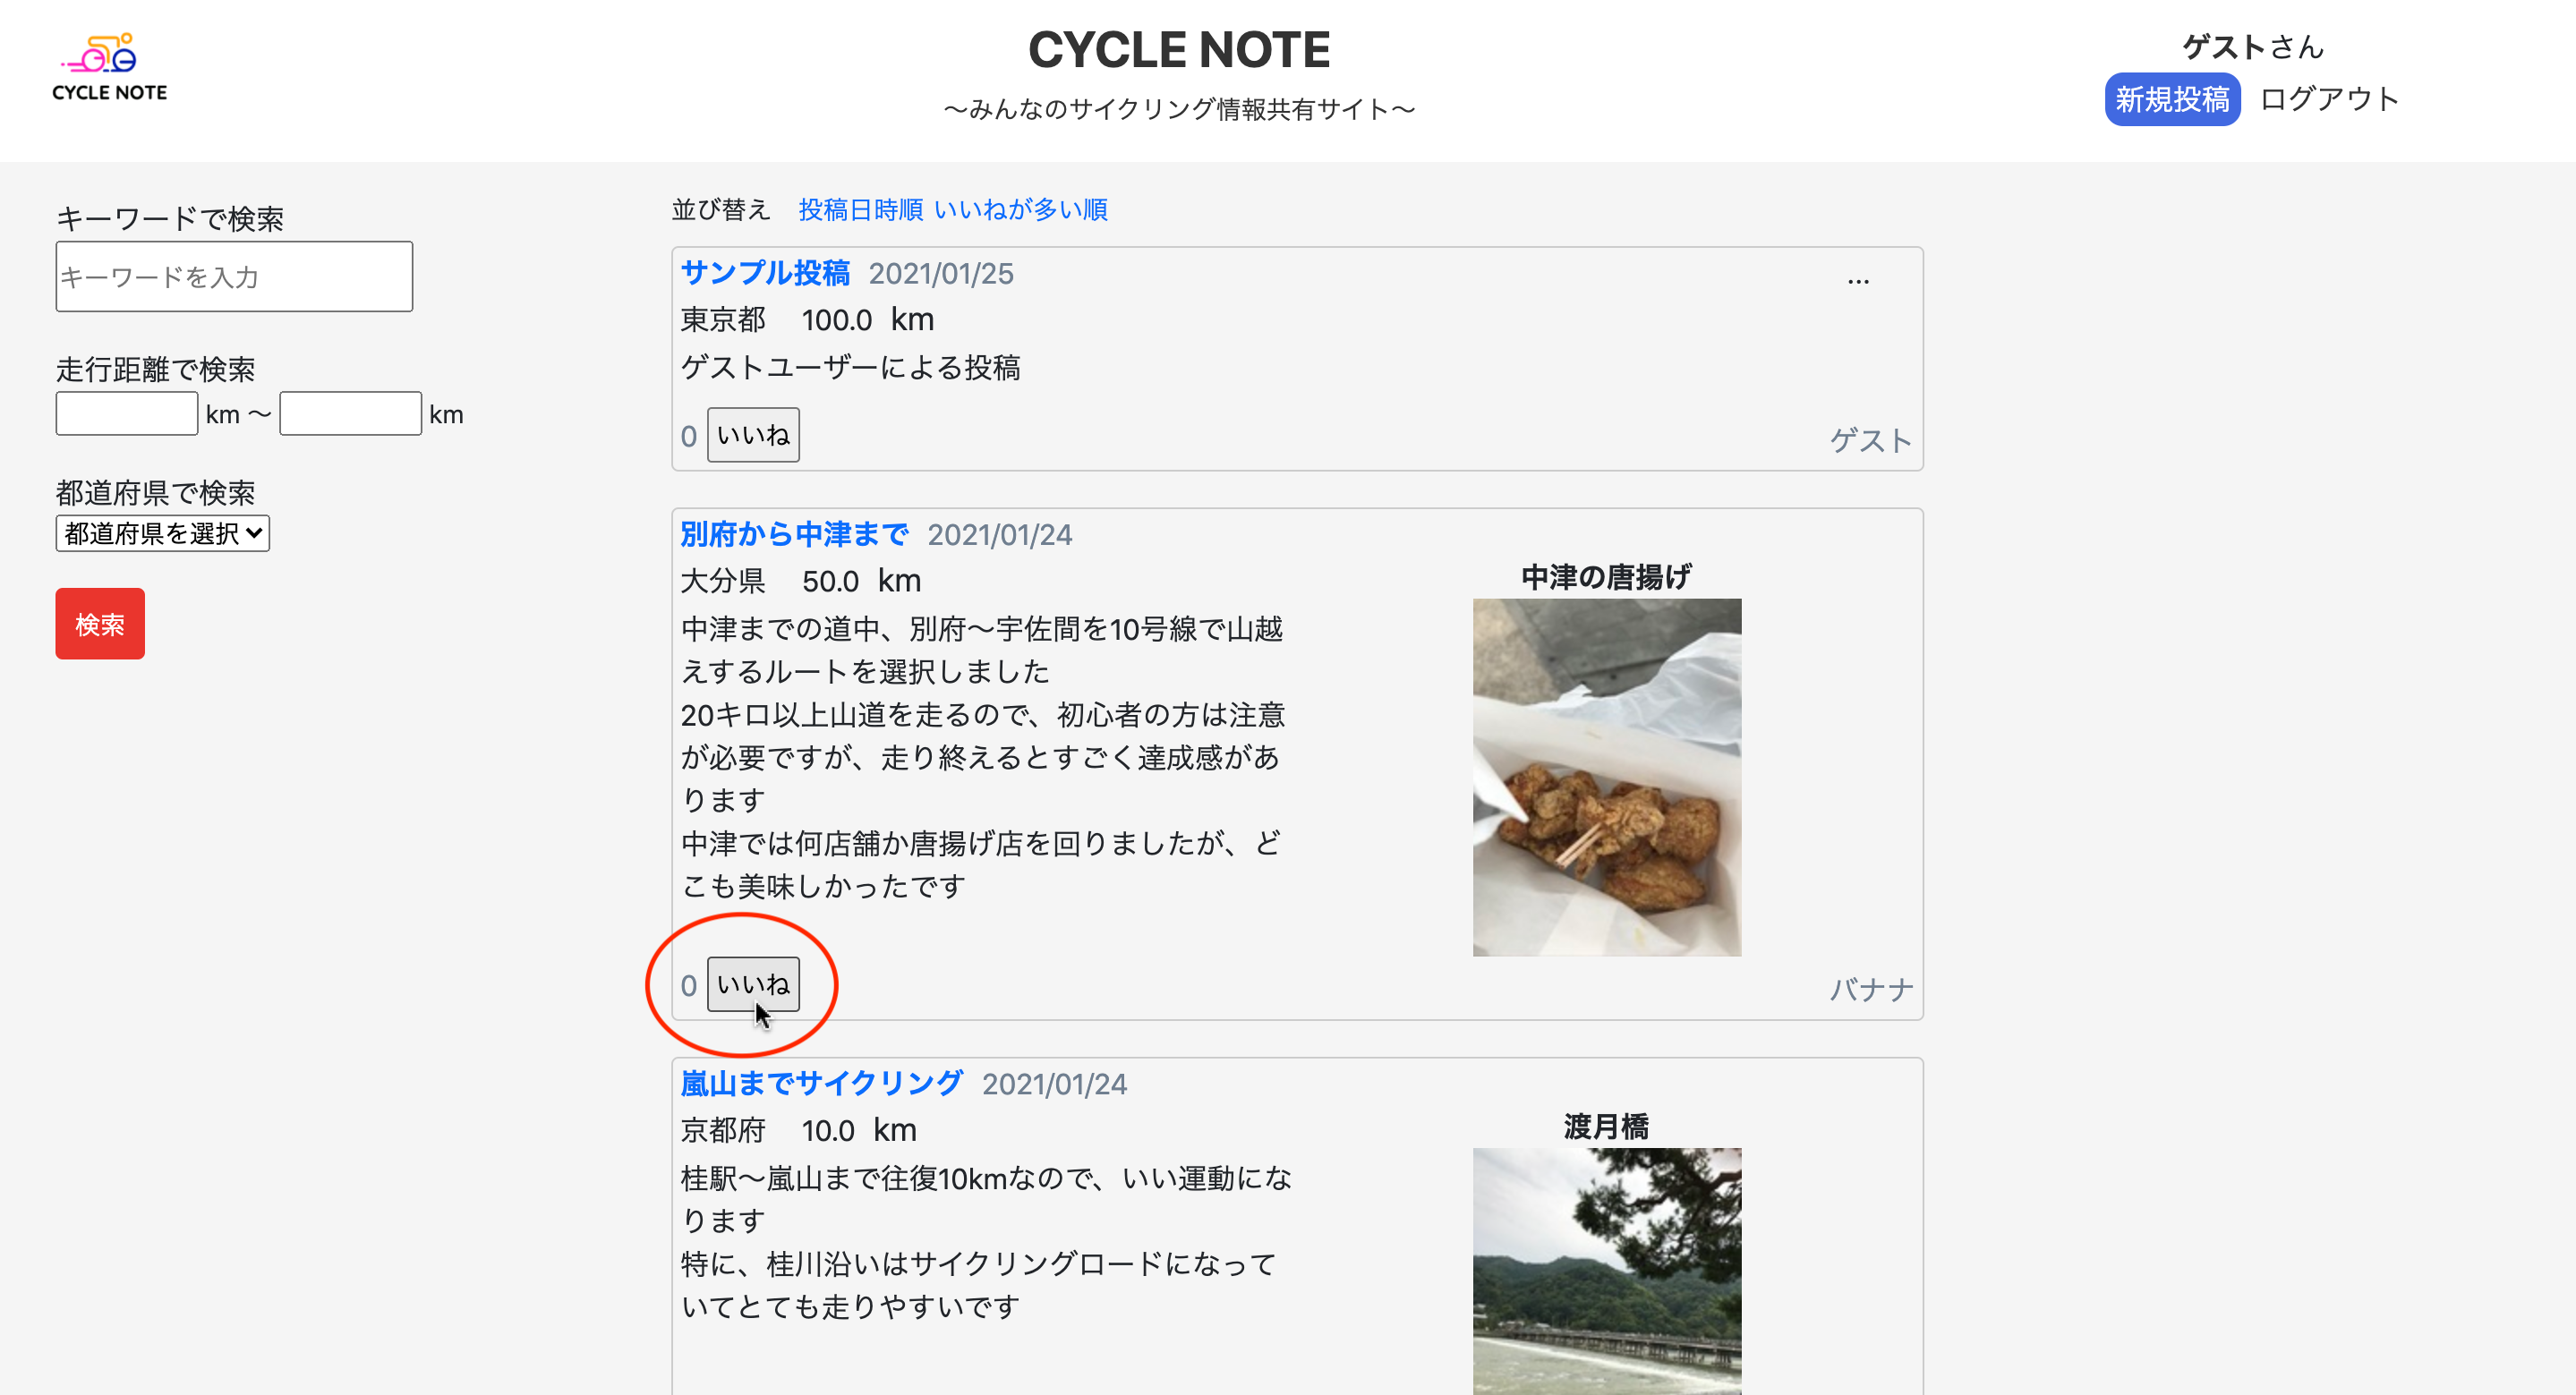 CYCLE NOTE
CYCLE NOTE
〜みんなのサイクリング情報共有サイト〜
ゲストさん
新規投稿 ログアウト
キーワードで検索
キーワードを入力
走行距離で検索
km 〜 km
都道府県で検索
都道府県を選択
検索
並び替え 投稿日時順 いいねが多い順
サンプル投稿 2021/01/25
...
東京都 100.0 km
ゲストユーザーによる投稿
0 いいね
ゲスト
別府から中津まで 2021/01/24
大分県 50.0 km
中津までの道中、別府〜宇佐間を10号線で山越
えするルートを選択しました
20キロ以上山道を走るので、初心者の方は注意
が必要ですが、走り終えるとすごく達成感があ
ります
中津では何店舗か唐揚げ店を回りましたが、ど
こも美味しかったです
中津の唐揚げ
0 いいね
バナナ
嵐山までサイクリング 2021/01/24
京都府 10.0 km
桂駅〜嵐山まで往復10kmなので、いい運動にな
ります
特に、桂川沿いはサイクリングロードになって
いてとても走りやすいです
渡月橋